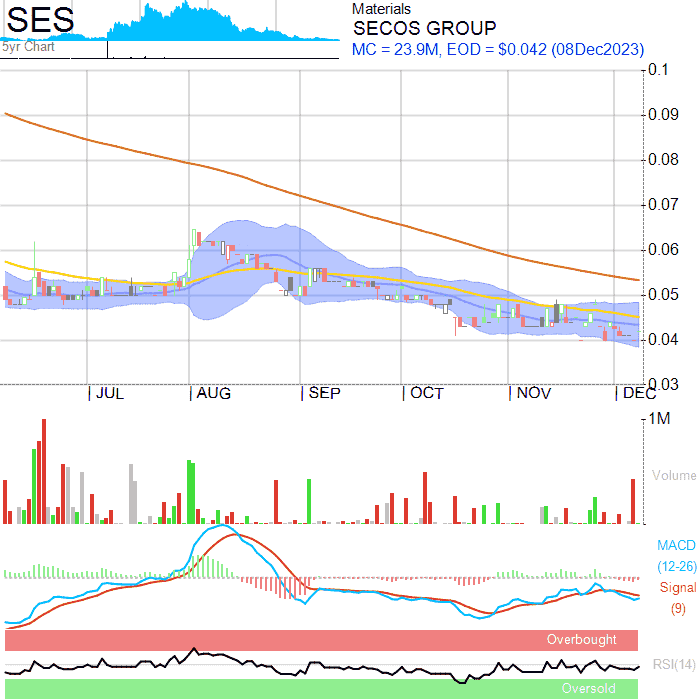 SES
5yr Chart
Materials
SECOS GROUP
MC = 23.9M, EOD = $0.042 (08Dec2023)
0.1
0.09
0.08
0.07
0.06
0.05
0.04
0.03
JUL AUG SEP OCT NOV DEC
1M
Volume
MACD
(12-26)
Signal
(9)
Overbought
RSI(14)
Oversold